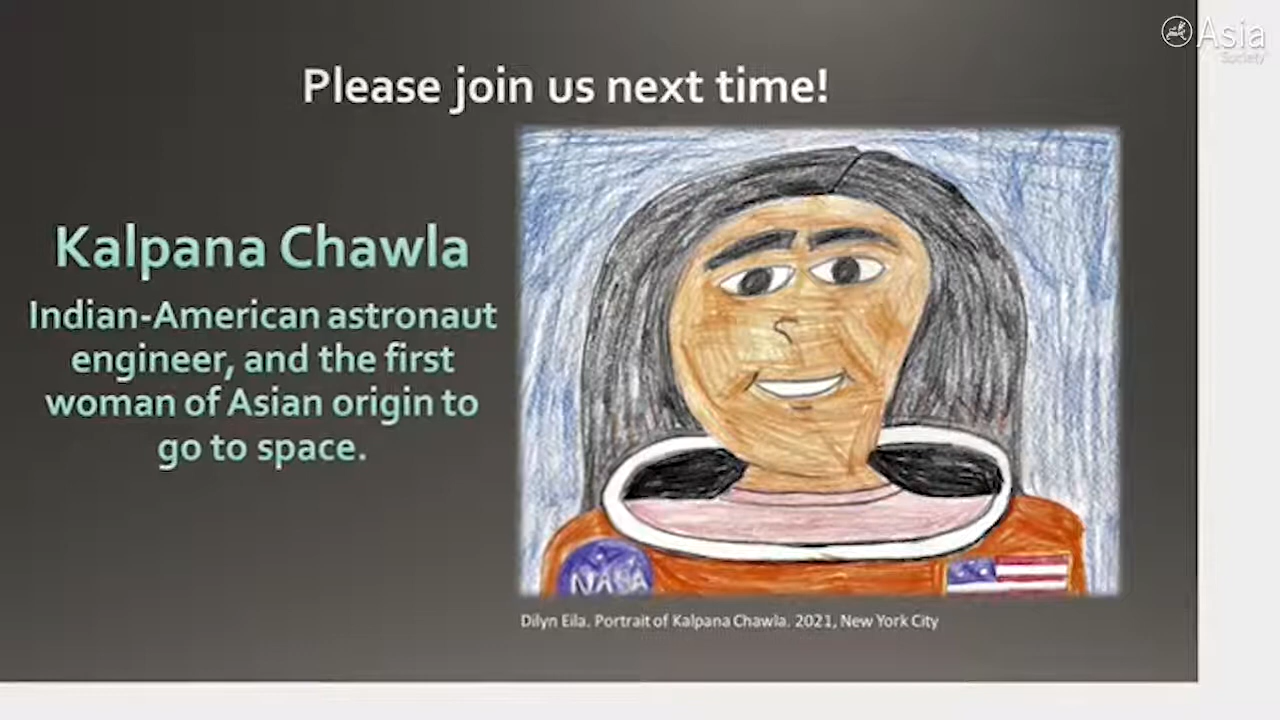 Asia
Society
Please join us next time!
Kalpana Chawla
Indian-American astronaut
engineer, and the first
woman of Asian origin to
go to space.
NASA
Dilyn Eila. Portrait of Kalpana Chawla. 2021, New York City